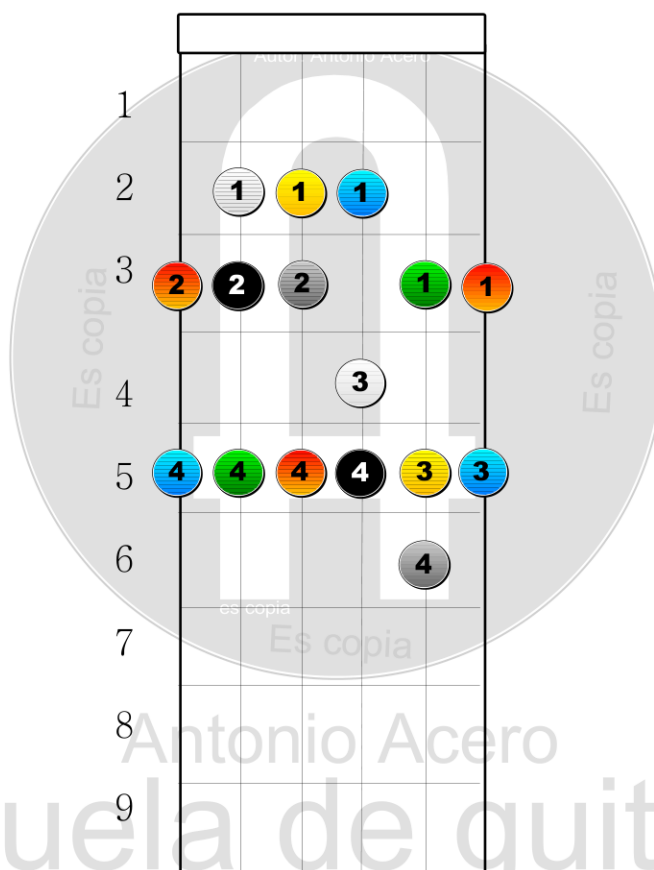 Autor: Antonio Acero
1
2
1 1 1
3
2 2 2 1 1
Es copia
Es copia
4
3
5
4 4 4 4 3 3
6
4
es copia
7
Es copia
8
Antonio Acero
9
uela de guit